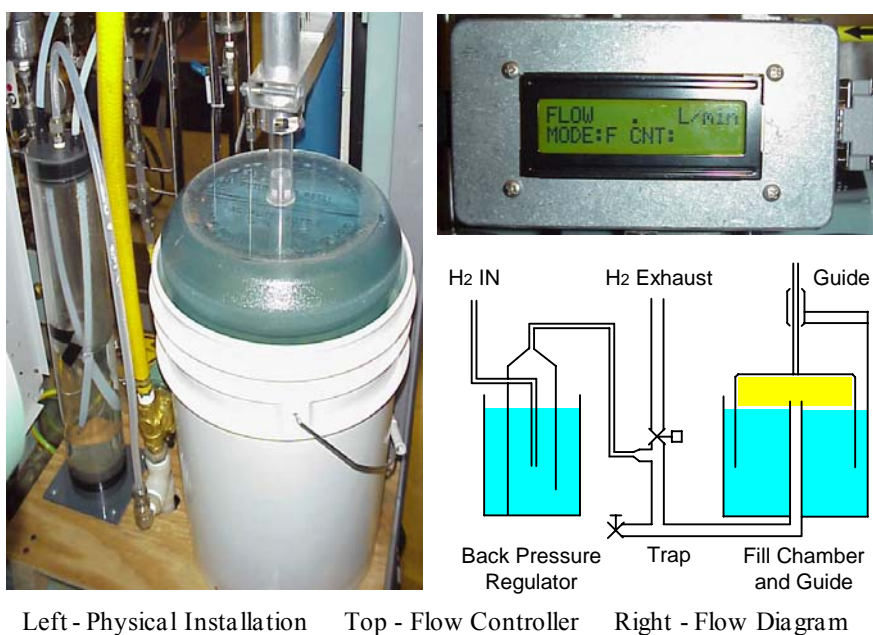 FLOW . L/min
MODE:F CNT:
H2 IN
H2 Exhaust
Guide
Back Pressure
Regulator
Trap
Fill Chamber
and Guide
Left - Physical Installation Top - Flow Controller Right - Flow Diagram